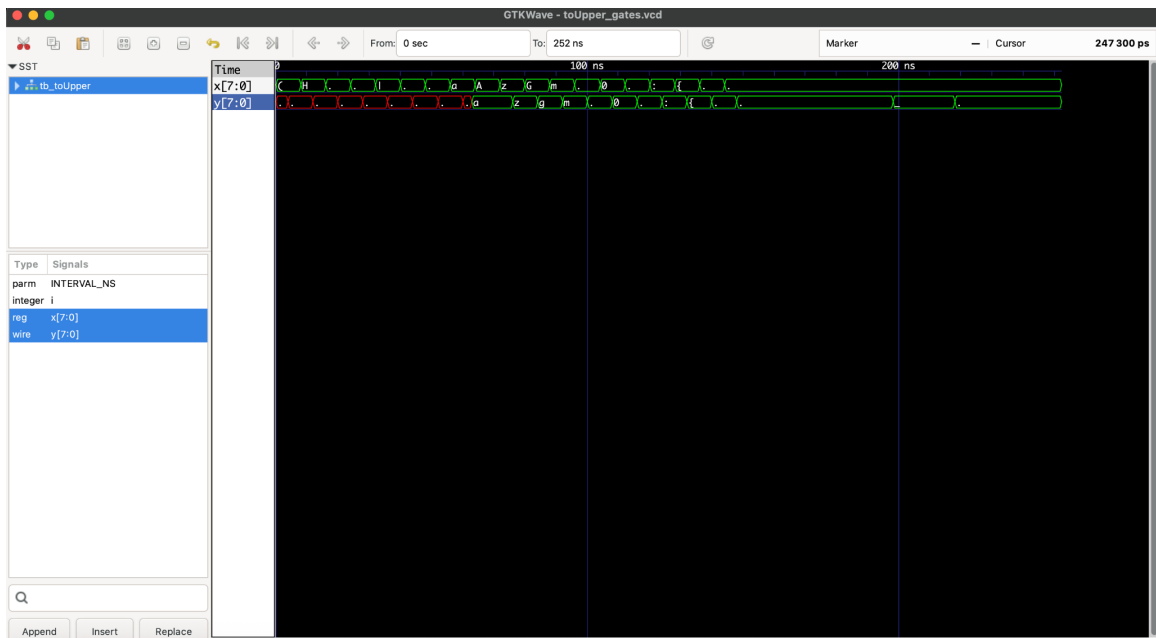 GTKWave - toUpper_gates.vcd
From: 0 sec To: 252 ns Marker — | Cursor 247 300 ps
SST
tb_toUpper
Time 0 100 ns 200 ns
x[7:0] ( H . . I . . a A z G m . 0 . : { . .
y[7:0] . . . . . . . . . a z g m . 0 . : { . . _ .
Type Signals
parm INTERVAL_NS
integer i
reg x[7:0]
wire y[7:0]
Append Insert Replace